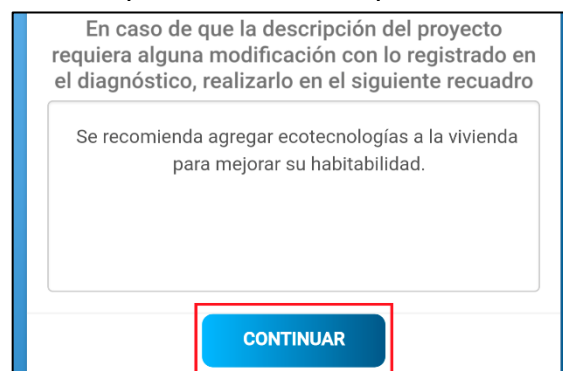 En caso de que la descripción del proyecto
requiera alguna modificación con lo registrado en
el diagnóstico, realizarlo en el siguiente recuadro
Se recomienda agregar ecotecnologías a la vivienda
para mejorar su habitabilidad.
CONTINUAR